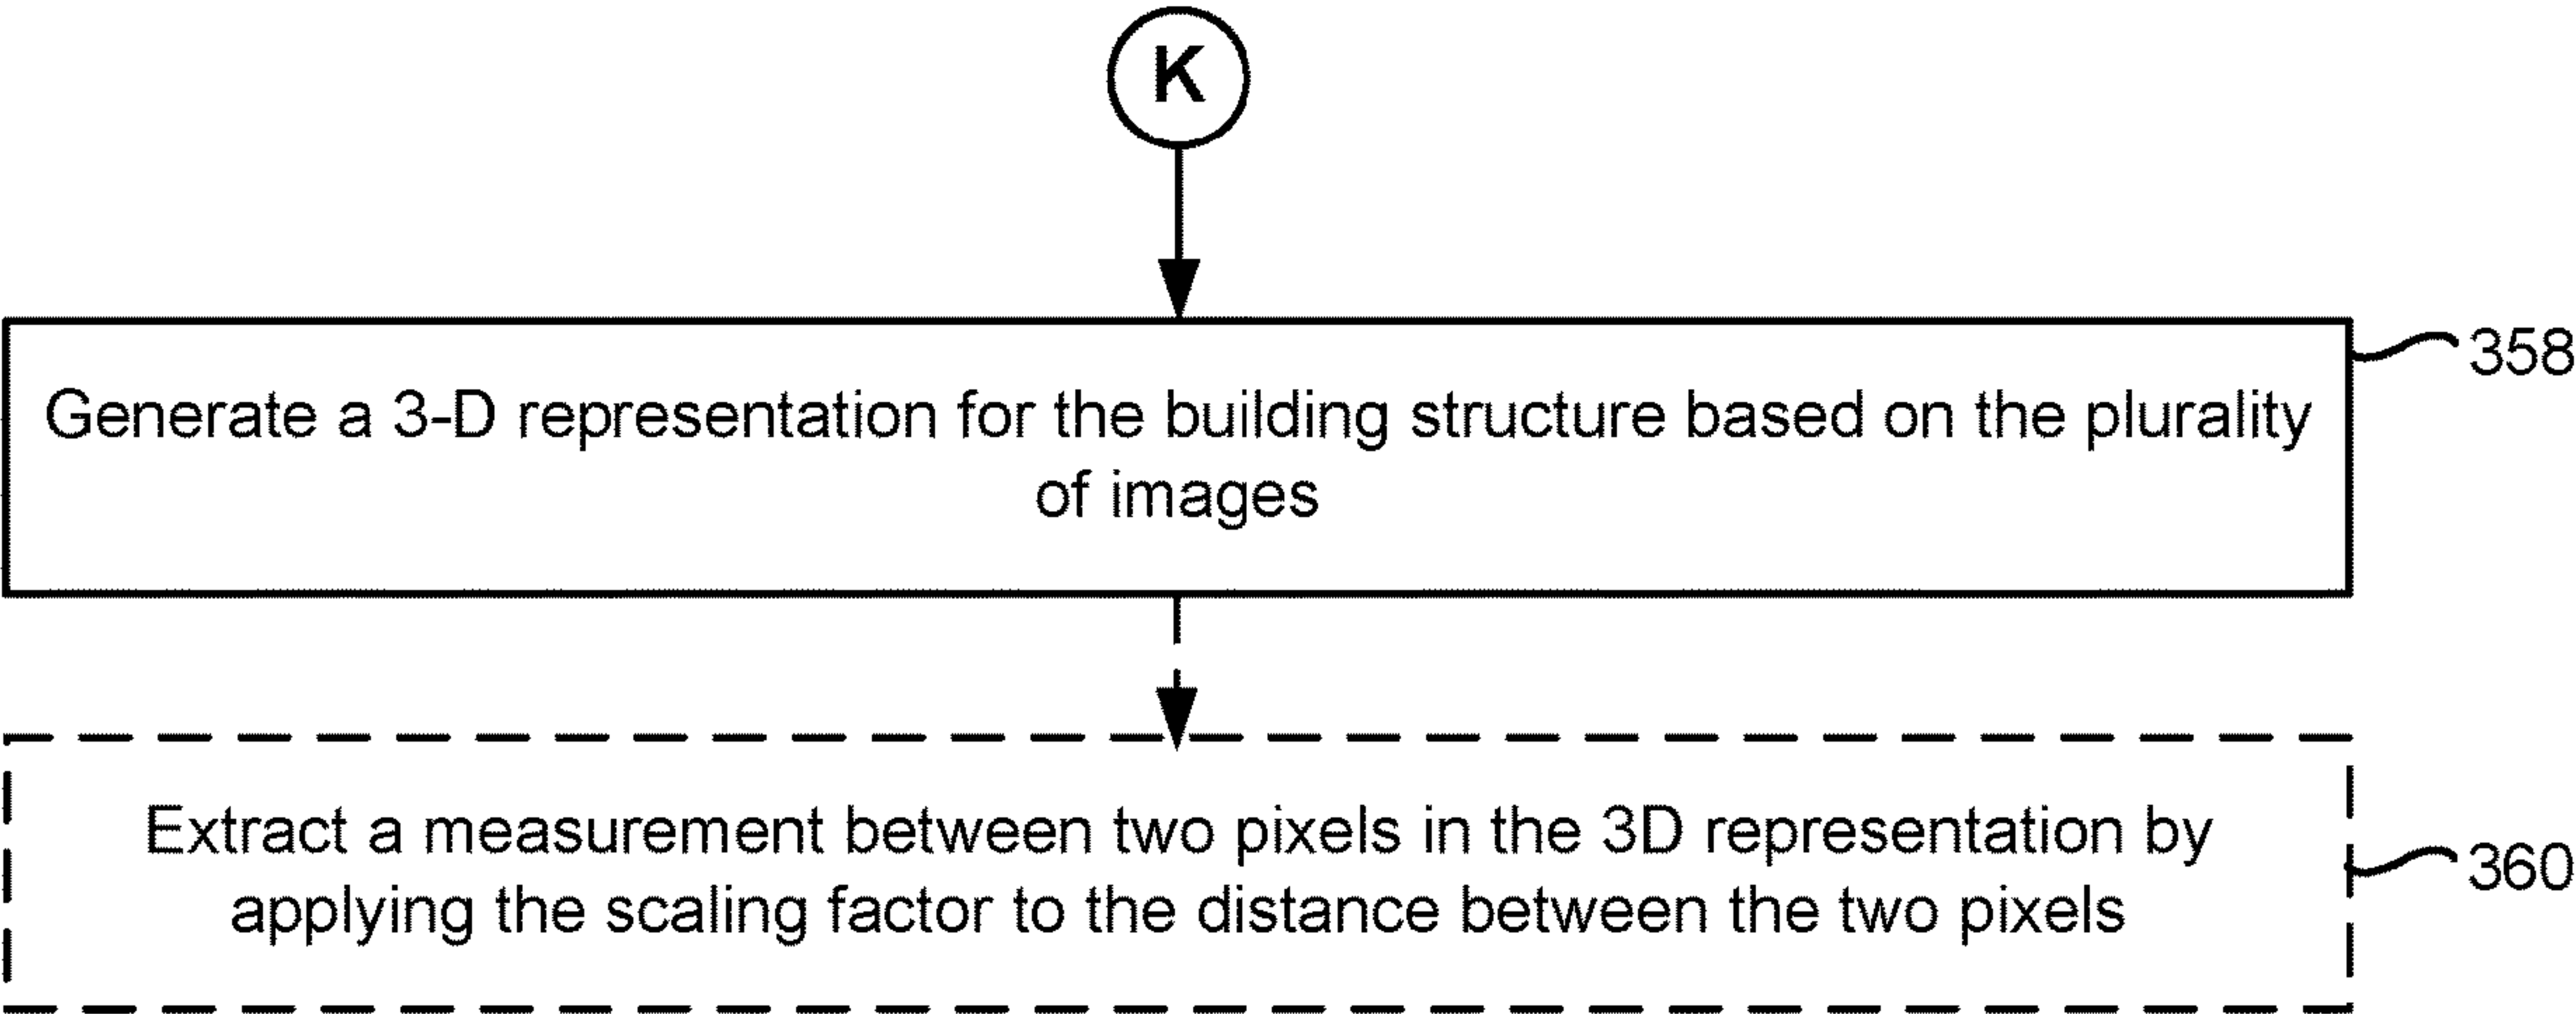 K
358
Generate a 3-D representation for the building structure based on the plurality
of images
Extract a measurement between two pixels in the 3D representation by
360
applying the scaling factor to the distance between the two pixels